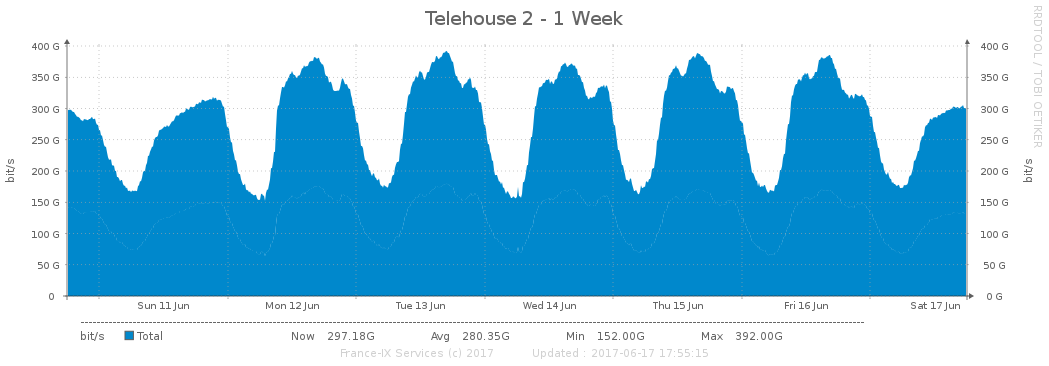 Telehouse 2 - 1 Week
RRDTOOL / TOBI OETIKER
400 G 400 G
350 G 350 G
300 G 300 G
250 G 250 G
200 G 200 G
150 G 150 G
100 G 100 G
50 G 50 G
0 0 G
bit/s bit/s
Sun 11 Jun Mon 12 Jun Tue 13 Jun Wed 14 Jun Thu 15 Jun Fri 16 Jun Sat 17 Jun
bit/s Total Now 297.18G Avg 280.35G Min 152.00G Max 392.00G
France-IX Services (c) 2017 Updated : 2017-06-17 17:55:15